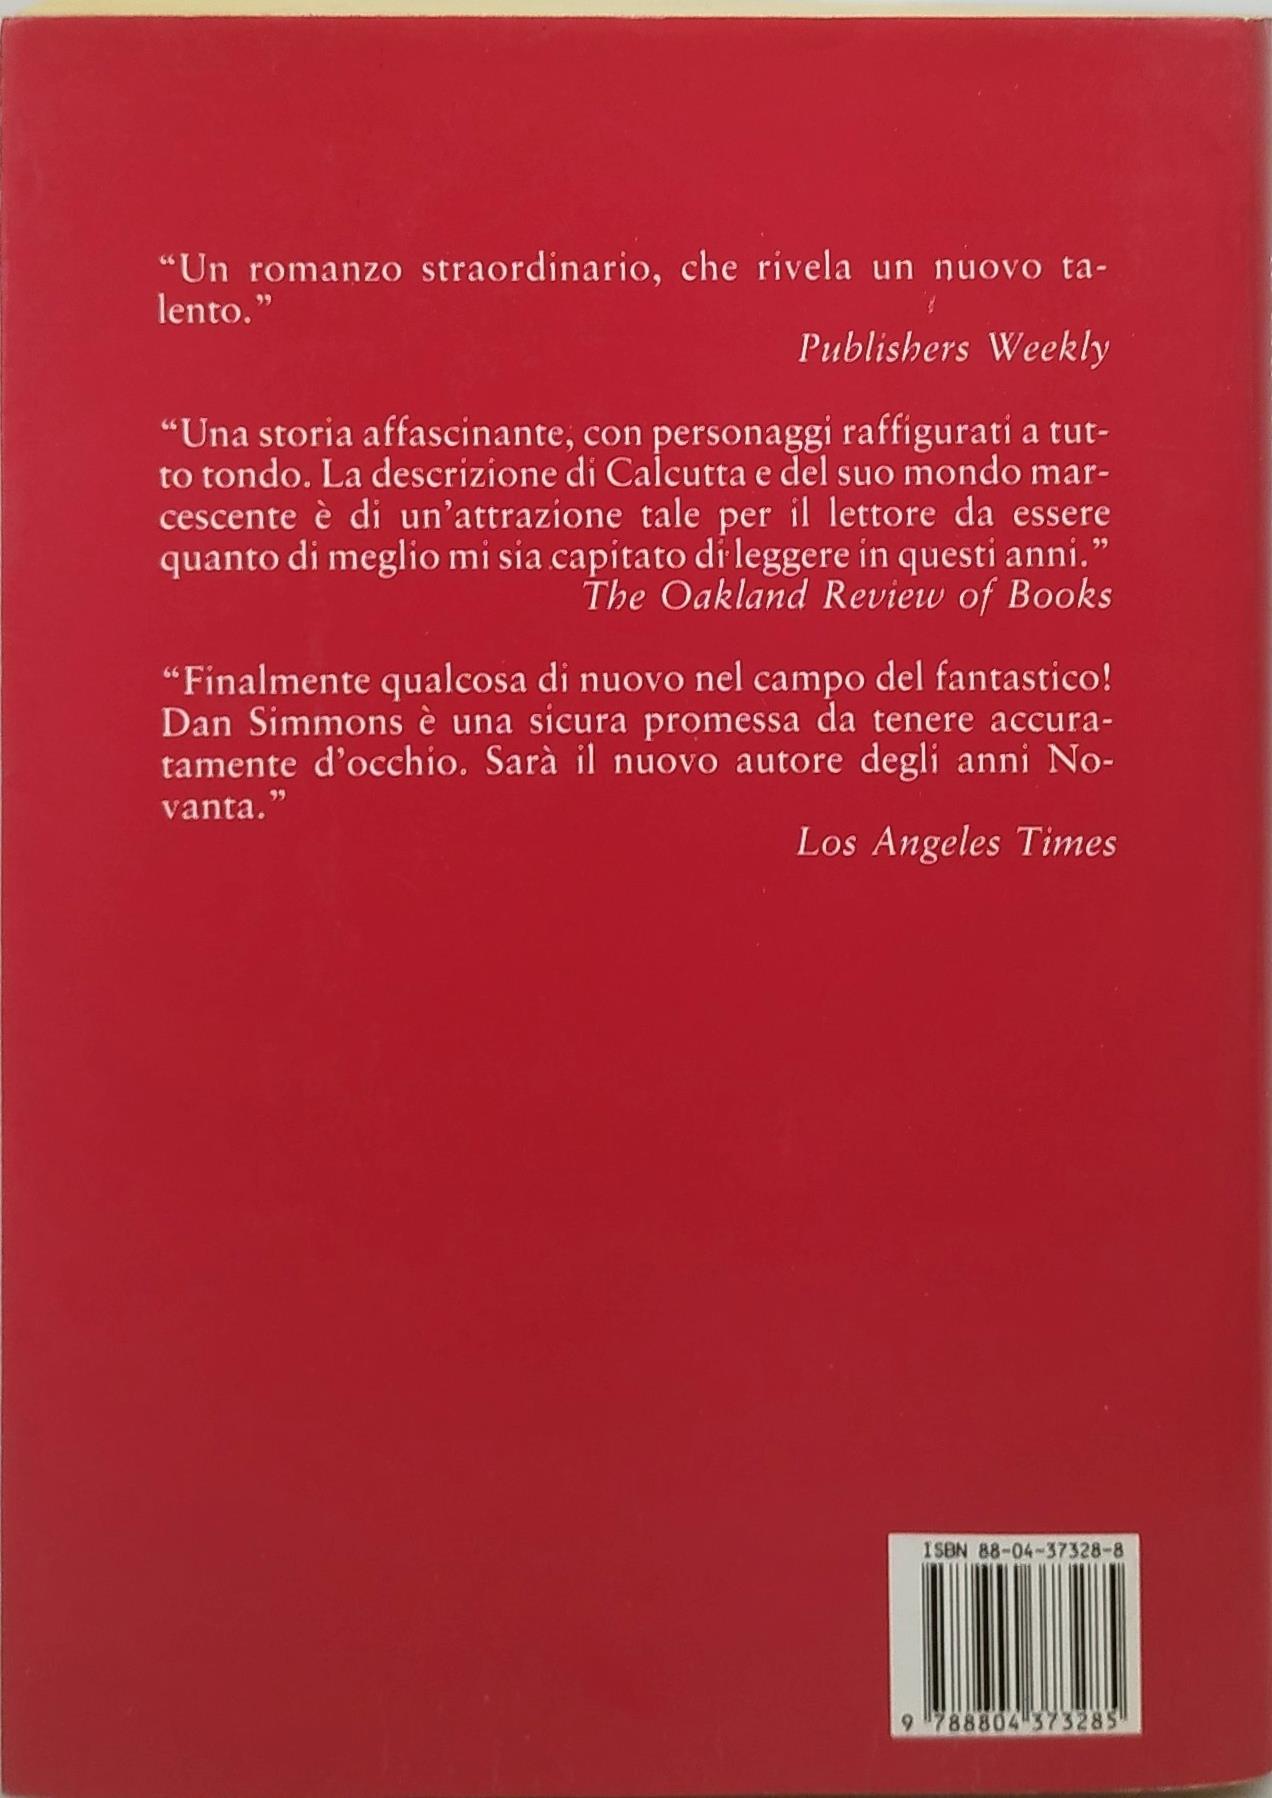 “Un romanzo straordinario, che rivela un nuovo ta-
lento.”
Publishers Weekly
“Una storia affascinante, con personaggi raffigurati a tut-
to tondo. La descrizione di Calcutta e del suo mondo mar-
cescente è di un'attrazione tale per il lettore da essere
quanto di meglio mi sia capitato di leggere in questi anni.”
The Oakland Review of Books
“Finalmente qualcosa di nuovo nel campo del fantastico!
Dan Simmons è una sicura promessa da tenere accura-
tamente d'occhio. Sarà il nuovo autore degli anni No-
vanta.”
Los Angeles Times
ISBN 88-04-37328-8
9 788804 373285